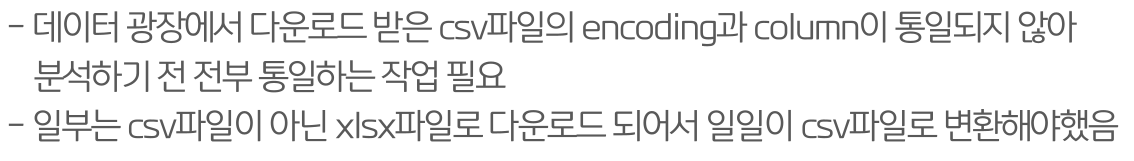 - 데이터 광장에서 다운로드 받은 csv파일의 encoding과 column이 통일되지 않아
분석하기 전 전부 통일하는 작업 필요
- 일부는 csv파일이 아닌 xlsx파일로 다운로드 되어서 일일이 csv파일로 변환해야했음